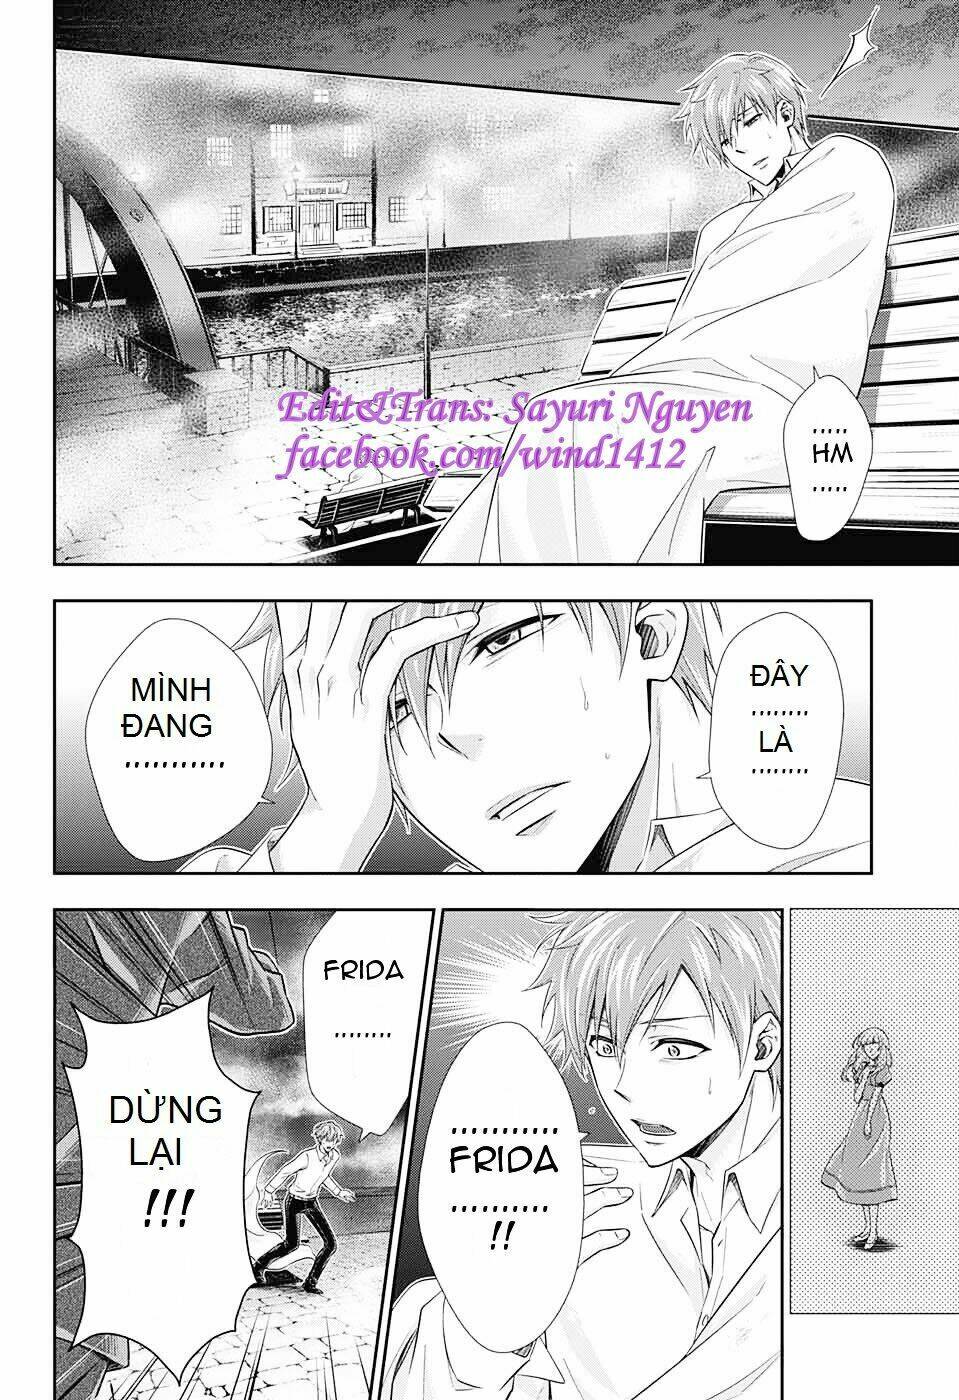 .....
HM
.....
Edit&Trans: Sayuri Nguyen
facebook.com/wind1412
ĐÂY
........
LÀ
........
MÌNH
ĐANG
...........
...........
FRIDA
..........
!!
FRIDA
........
DỪNG
LẠI
!!!